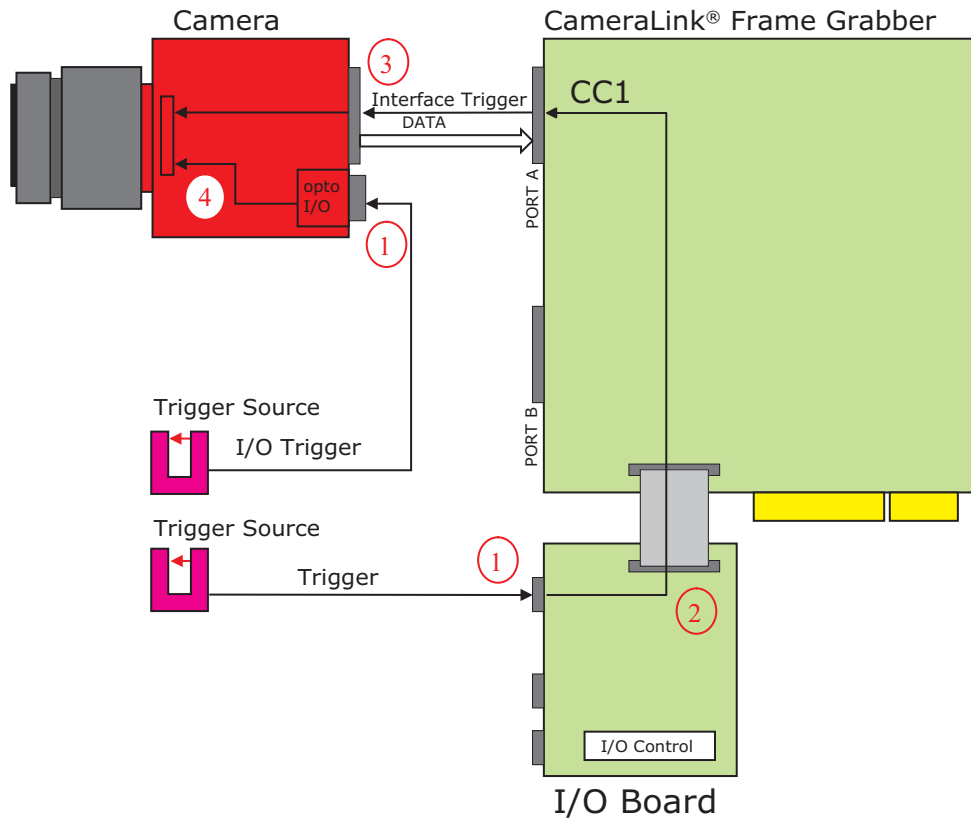 Camera
CameraLink® Frame Grabber
3
Interface Trigger
CC1
DATA
opto
I/O
4
PORT A
1
Trigger Source
I/O Trigger
PORT B
Trigger Source
1
Trigger
2
I/O Control
I/O Board